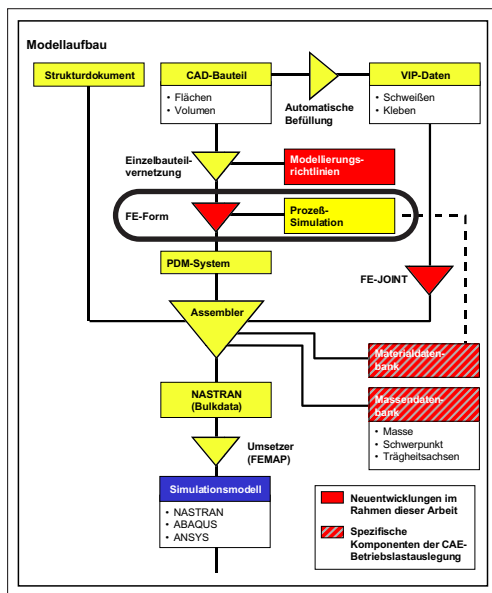 Modellaufbau
Strukturdokument
CAD-Bauteil
• Flächen
• Volumen
Automatische
Befüllung
VIP-Daten
• Schweißen
• Kleben
Einzelbauteil-
vernetzung
Modellierungs-
richtlinien
FE-Form
Prozeß-
Simulation
PDM-System
FE-JOINT
Assembler
Materialdaten-
bank
NASTRAN
(Bulkdata)
Massendaten-
bank
• Masse
• Schwerpunkt
• Trägheitsachsen
Umsetzer
(FEMAP)
Simulationsmodell
• NASTRAN
• ABAQUS
• ANSYS
Neuentwicklungen im
Rahmen dieser Arbeit
Spezifische
Komponenten der CAE-
Betriebslastauslegung